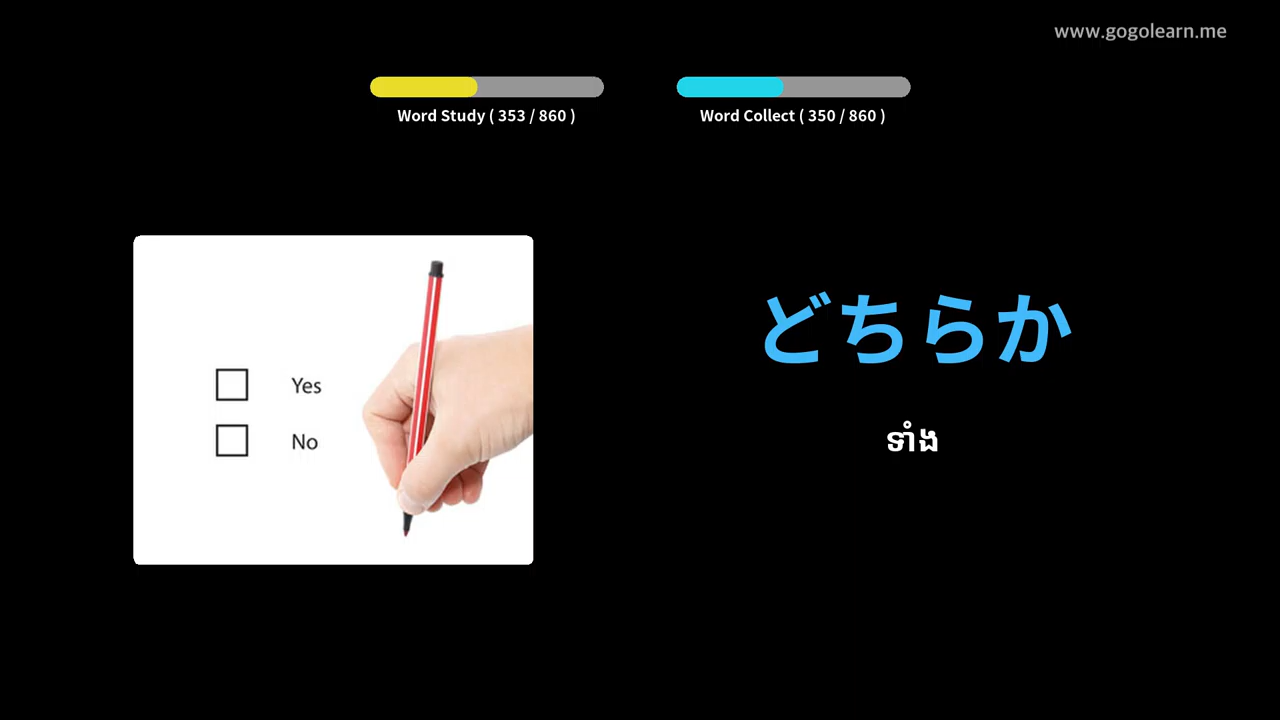 www.gogolearn.me
Word Study ( 353 / 860 )
Word Collect ( 350 / 860 )
Yes
No
どちらか
ទាំង